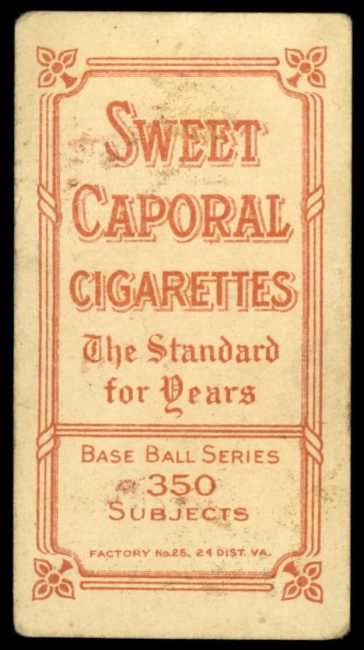 SWEET
CAPORAL
CIGARETTES
The Standard
for Years
BASE BALL SERIES
350
SUBJECTS
FACTORY No.25, 2d DIST. VA.